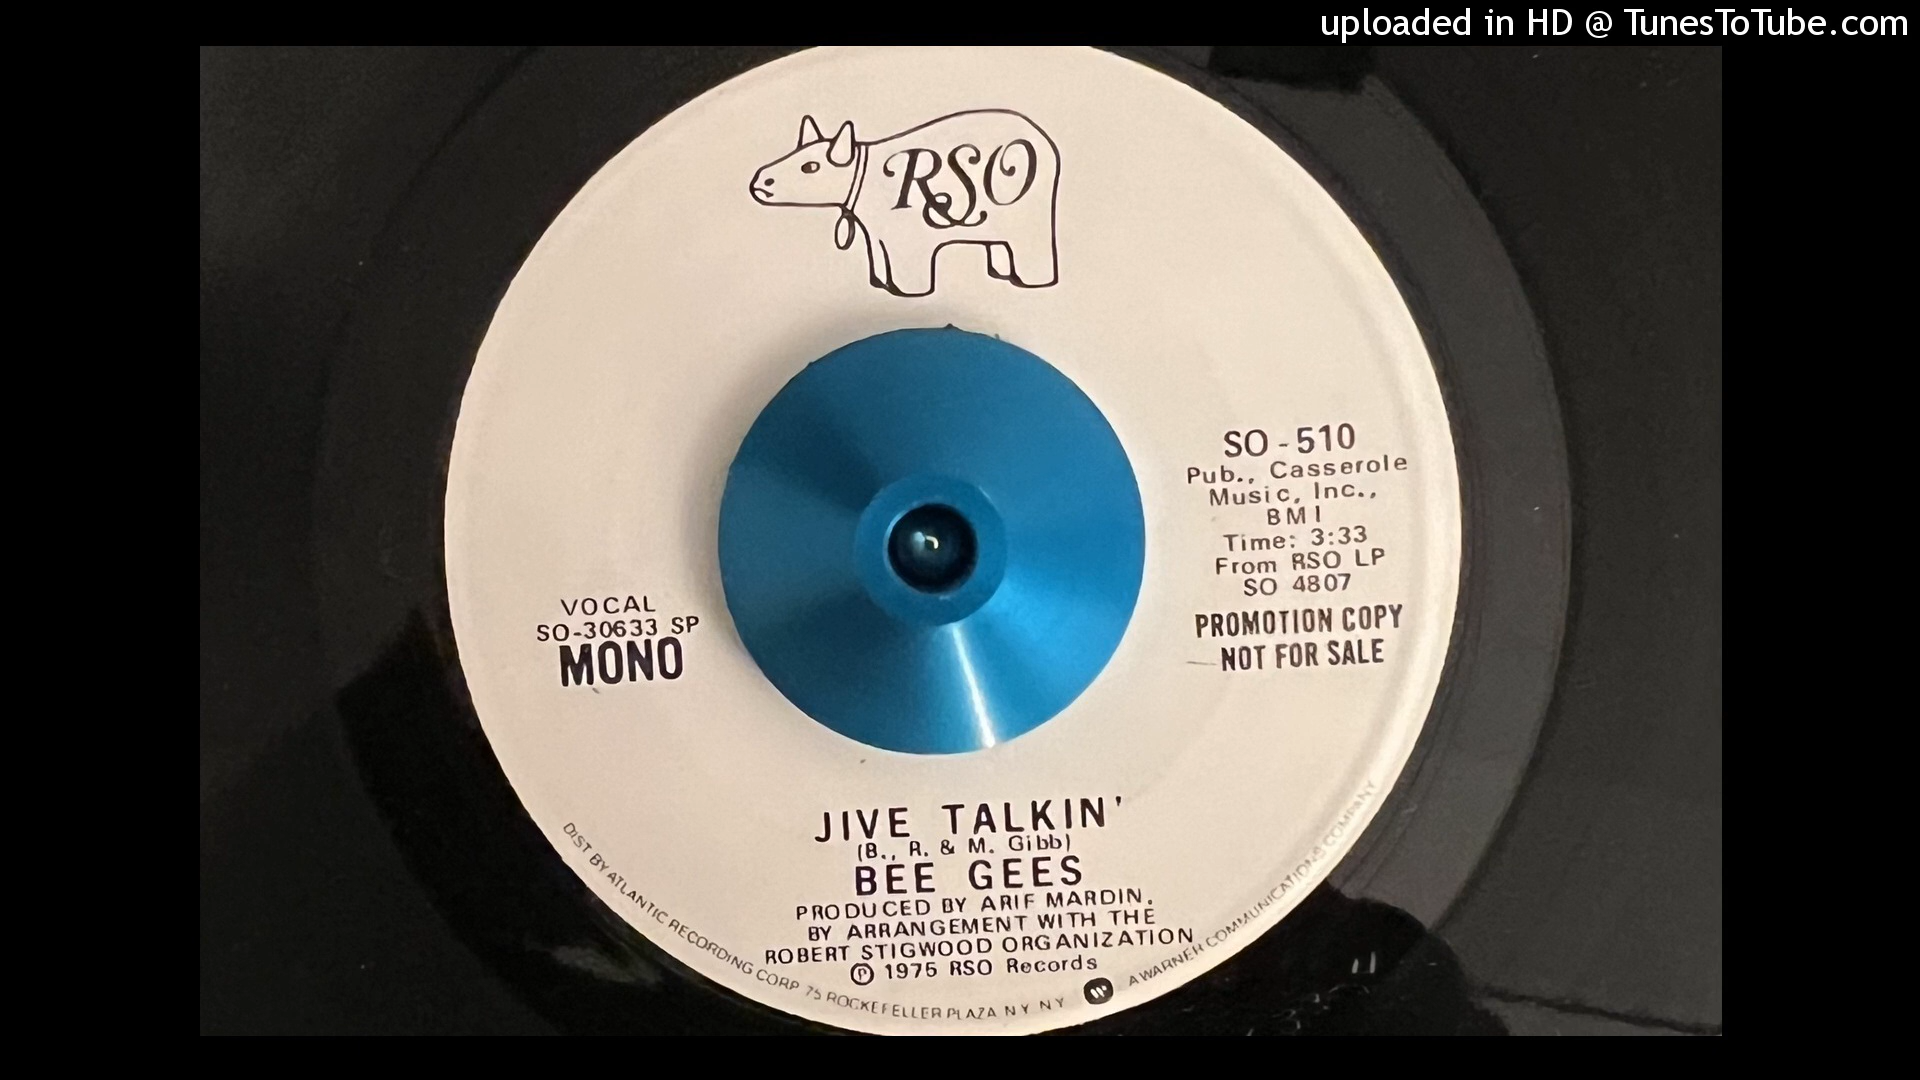 uploaded in HD @ TunesToTube.com
RSO
SO-510
Pub., Casserole
Music, Inc.,
BMI
Time: 3:33
From RSO LP
SO 4807
PROMOTION COPY
NOT FOR SALE
VOCAL
SO-30633 SP
MONO
JIVE TALKIN'
(B., R. & M. Gibb)
BEE GEES
PRODUCED BY ARIF MARDIN.
BY ARRANGEMENT WITH THE
ROBERT STIGWOOD ORGANIZATION
℗ 1975 RSO Records
DIST BY ATLANTIC RECORDING CORP 75 ROCKEFELLER PLAZA N Y N Y A WARNER COMMUNICATIONS COMPANY